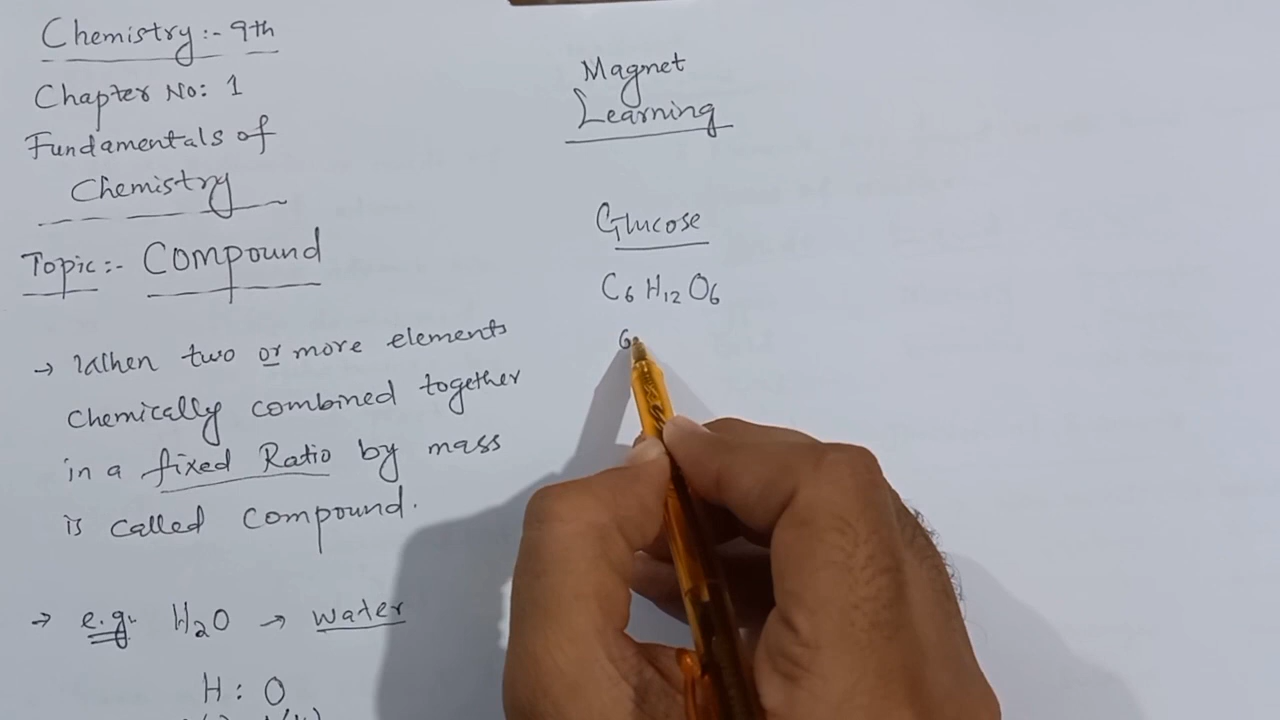 Chemistry:- 9th
Chapter No: 1
Fundamentals of
Chemistry
Topic:- Compound
→ When two or more elements
Chemically combined together
in a fixed Ratio by mass
is called Compound.
→ e.g. H₂O → water
H : O
Magnet
Learning
Glucose
C₆ H₁₂ O₆
6